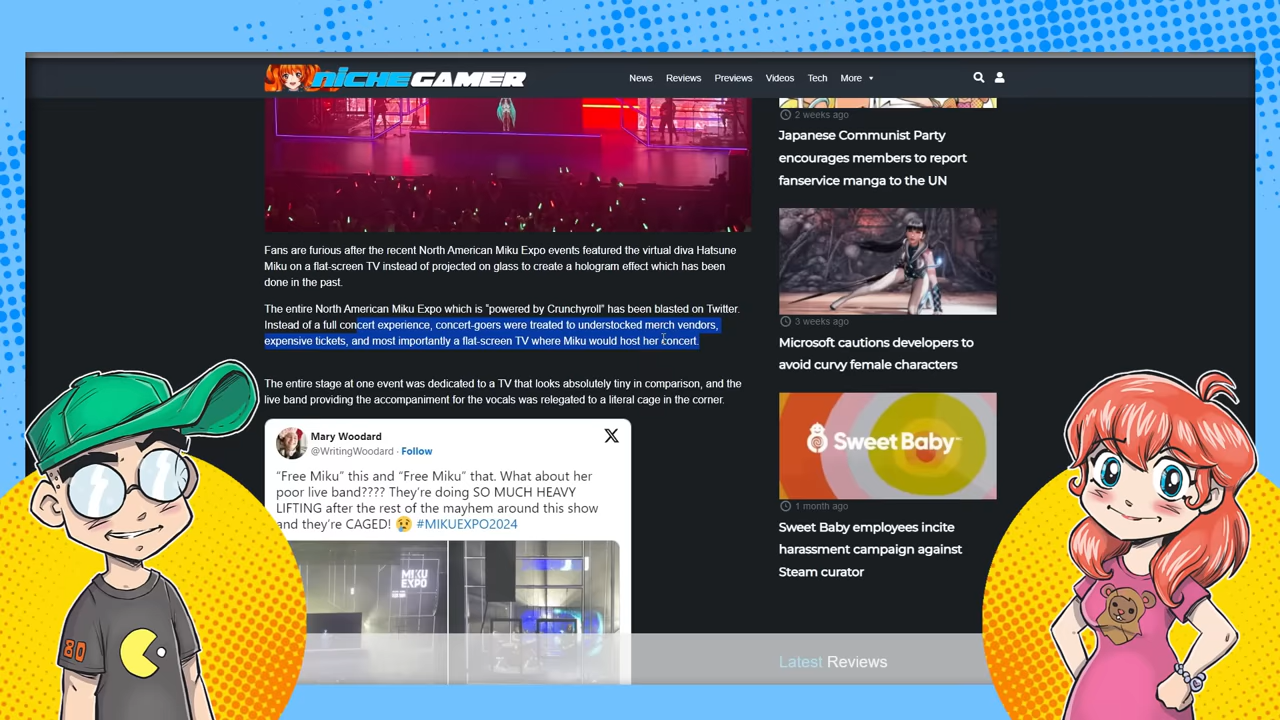 NICHEGAMER
News Reviews Previews Videos Tech More
Fans are furious after the recent North American Miku Expo events featured the virtual diva Hatsune
Miku on a flat-screen TV instead of projected on glass to create a hologram effect which has been
done in the past.
The entire North American Miku Expo which is "powered by Crunchyroll" has been blasted on Twitter.
Instead of a full concert experience, concert-goers were treated to understocked merch vendors,
expensive tickets, and most importantly a flat-screen TV where Miku would host her concert.
The entire stage at one event was dedicated to a TV that looks absolutely tiny in comparison, and the
live band providing the accompaniment for the vocals was relegated to a literal cage in the corner.
Mary Woodard
@WritingWoodard · Follow
X
“Free Miku” this and “Free Miku” that. What about her
poor live band???? They’re doing SO MUCH HEAVY
LIFTING after the rest of the mayhem around this show
and they’re CAGED! 😢 #MIKUEXPO2024
MIKU
EXPO
2 weeks ago
Japanese Communist Party
encourages members to report
fanservice manga to the UN
3 weeks ago
Microsoft cautions developers to
avoid curvy female characters
Sweet Baby
1 month ago
Sweet Baby employees incite
harassment campaign against
Steam curator
Latest Reviews
80